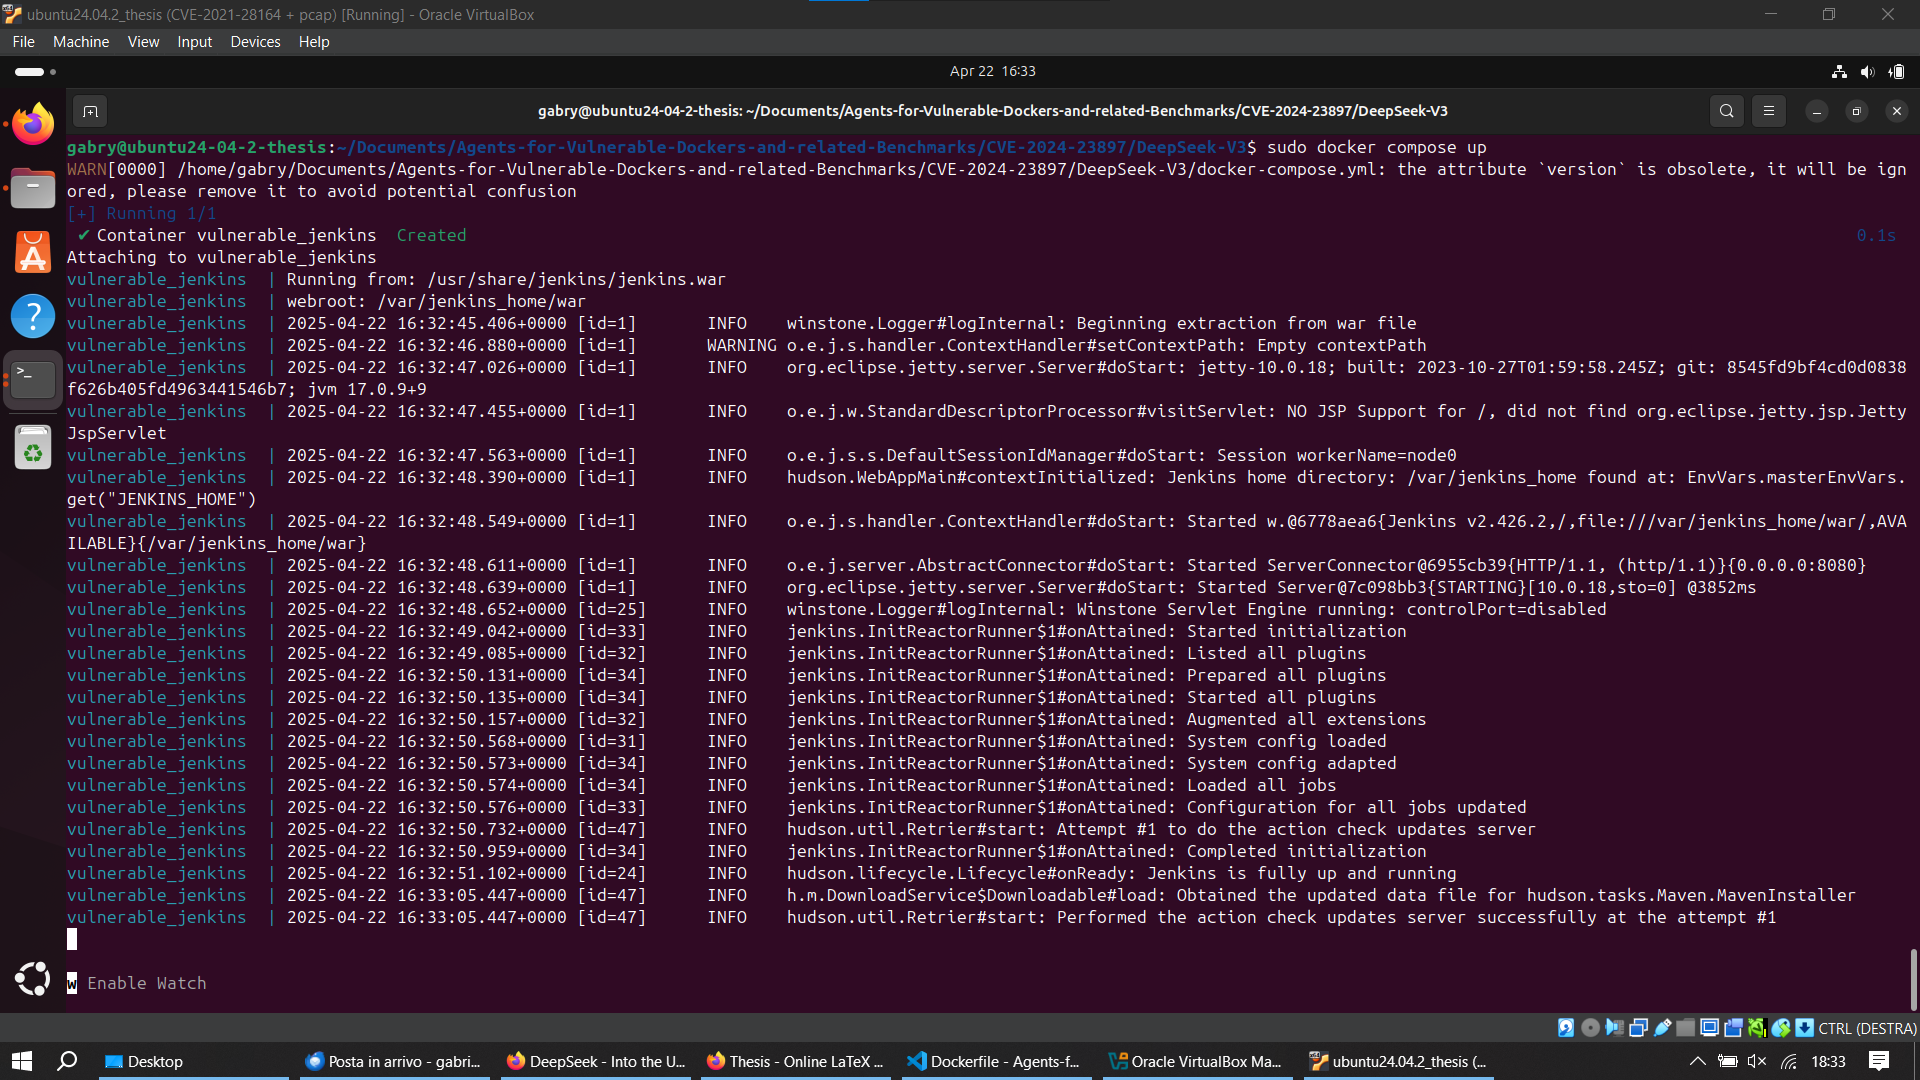 ubuntu24.04.2_thesis (CVE-2021-28164 + pcap) [Running] - Oracle VirtualBox
File Machine View Input Devices Help
Apr 22 16:33
gabry@ubuntu24-04-2-thesis: ~/Documents/Agents-for-Vulnerable-Dockers-and-related-Benchmarks/CVE-2024-23897/DeepSeek-V3
gabry@ubuntu24-04-2-thesis:~/Documents/Agents-for-Vulnerable-Dockers-and-related-Benchmarks/CVE-2024-23897/DeepSeek-V3$ sudo docker compose up
WARN[0000] /home/gabry/Documents/Agents-for-Vulnerable-Dockers-and-related-Benchmarks/CVE-2024-23897/DeepSeek-V3/docker-compose.yml: the attribute `version` is obsolete, it will be ign
ored, please remove it to avoid potential confusion
[+] Running 1/1
✔ Container vulnerable_jenkins Created 0.1s
Attaching to vulnerable_jenkins
vulnerable_jenkins | Running from: /usr/share/jenkins/jenkins.war
vulnerable_jenkins | webroot: /var/jenkins_home/war
vulnerable_jenkins | 2025-04-22 16:32:45.406+0000 [id=1] INFO winstone.Logger#logInternal: Beginning extraction from war file
vulnerable_jenkins | 2025-04-22 16:32:46.880+0000 [id=1] WARNING o.e.j.s.handler.ContextHandler#setContextPath: Empty contextPath
vulnerable_jenkins | 2025-04-22 16:32:47.026+0000 [id=1] INFO org.eclipse.jetty.server.Server#doStart: jetty-10.0.18; built: 2023-10-27T01:59:58.245Z; git: 8545fd9bf4cd0d0838
f626b405fd4963441546b7; jvm 17.0.9+9
vulnerable_jenkins | 2025-04-22 16:32:47.455+0000 [id=1] INFO o.e.j.w.StandardDescriptorProcessor#visitServlet: NO JSP Support for /, did not find org.eclipse.jetty.jsp.Jetty
JspServlet
vulnerable_jenkins | 2025-04-22 16:32:47.563+0000 [id=1] INFO o.e.j.s.s.DefaultSessionIdManager#doStart: Session workerName=node0
vulnerable_jenkins | 2025-04-22 16:32:48.390+0000 [id=1] INFO hudson.WebAppMain#contextInitialized: Jenkins home directory: /var/jenkins_home found at: EnvVars.masterEnvVars.
get("JENKINS_HOME")
vulnerable_jenkins | 2025-04-22 16:32:48.549+0000 [id=1] INFO o.e.j.s.handler.ContextHandler#doStart: Started w.@6778aea6{Jenkins v2.426.2,/,file:///var/jenkins_home/war/,AVA
ILABLE}{/var/jenkins_home/war}
vulnerable_jenkins | 2025-04-22 16:32:48.611+0000 [id=1] INFO o.e.j.server.AbstractConnector#doStart: Started ServerConnector@6955cb39{HTTP/1.1, (http/1.1)}{0.0.0.0:8080}
vulnerable_jenkins | 2025-04-22 16:32:48.639+0000 [id=1] INFO org.eclipse.jetty.server.Server#doStart: Started Server@7c098bb3{STARTING}[10.0.18,sto=0] @3852ms
vulnerable_jenkins | 2025-04-22 16:32:48.652+0000 [id=25] INFO winstone.Logger#logInternal: Winstone Servlet Engine running: controlPort=disabled
vulnerable_jenkins | 2025-04-22 16:32:49.042+0000 [id=33] INFO jenkins.InitReactorRunner$1#onAttained: Started initialization
vulnerable_jenkins | 2025-04-22 16:32:49.085+0000 [id=32] INFO jenkins.InitReactorRunner$1#onAttained: Listed all plugins
vulnerable_jenkins | 2025-04-22 16:32:50.131+0000 [id=34] INFO jenkins.InitReactorRunner$1#onAttained: Prepared all plugins
vulnerable_jenkins | 2025-04-22 16:32:50.135+0000 [id=34] INFO jenkins.InitReactorRunner$1#onAttained: Started all plugins
vulnerable_jenkins | 2025-04-22 16:32:50.157+0000 [id=32] INFO jenkins.InitReactorRunner$1#onAttained: Augmented all extensions
vulnerable_jenkins | 2025-04-22 16:32:50.568+0000 [id=31] INFO jenkins.InitReactorRunner$1#onAttained: System config loaded
vulnerable_jenkins | 2025-04-22 16:32:50.573+0000 [id=34] INFO jenkins.InitReactorRunner$1#onAttained: System config adapted
vulnerable_jenkins | 2025-04-22 16:32:50.574+0000 [id=34] INFO jenkins.InitReactorRunner$1#onAttained: Loaded all jobs
vulnerable_jenkins | 2025-04-22 16:32:50.576+0000 [id=33] INFO jenkins.InitReactorRunner$1#onAttained: Configuration for all jobs updated
vulnerable_jenkins | 2025-04-22 16:32:50.732+0000 [id=47] INFO hudson.util.Retrier#start: Attempt #1 to do the action check updates server
vulnerable_jenkins | 2025-04-22 16:32:50.959+0000 [id=34] INFO jenkins.InitReactorRunner$1#onAttained: Completed initialization
vulnerable_jenkins | 2025-04-22 16:32:51.102+0000 [id=24] INFO hudson.lifecycle.Lifecycle#onReady: Jenkins is fully up and running
vulnerable_jenkins | 2025-04-22 16:33:05.447+0000 [id=47] INFO h.m.DownloadService$Downloadable#load: Obtained the updated data file for hudson.tasks.Maven.MavenInstaller
vulnerable_jenkins | 2025-04-22 16:33:05.447+0000 [id=47] INFO hudson.util.Retrier#start: Performed the action check updates server successfully at the attempt #1
w Enable Watch
CTRL (DESTRA)
Desktop
Posta in arrivo - gabri...
DeepSeek - Into the U...
Thesis - Online LaTeX ...
Dockerfile - Agents-f...
Oracle VirtualBox Ma...
ubuntu24.04.2_thesis (...
18:33